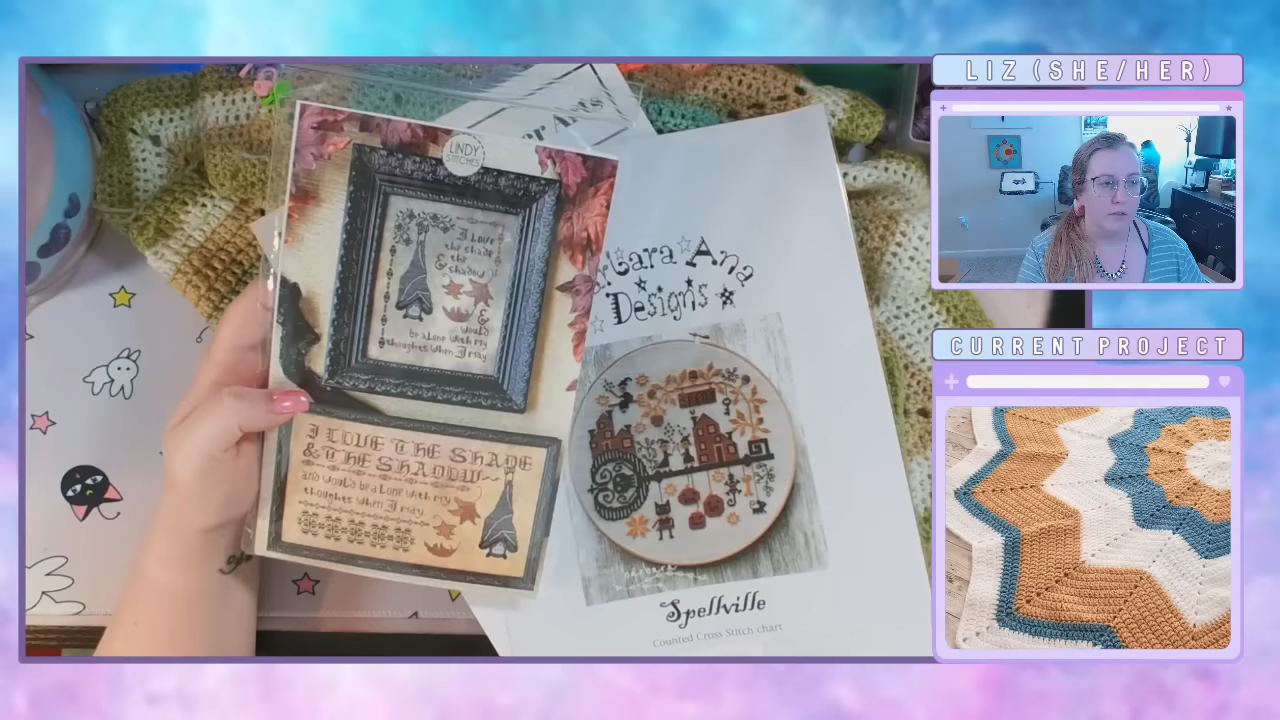 LIZ (SHE/HER)
CURRENT PROJECT
LINDY
STITCHES
I LOVE
the shade
& the
shadow
&
would
be alone with my
thoughts when I may
I LOVE THE SHADE
& THE SHADOW
and would be alone with my
thoughts when I may
Ana
Designs
Spellville
Counted Cross Stitch chart